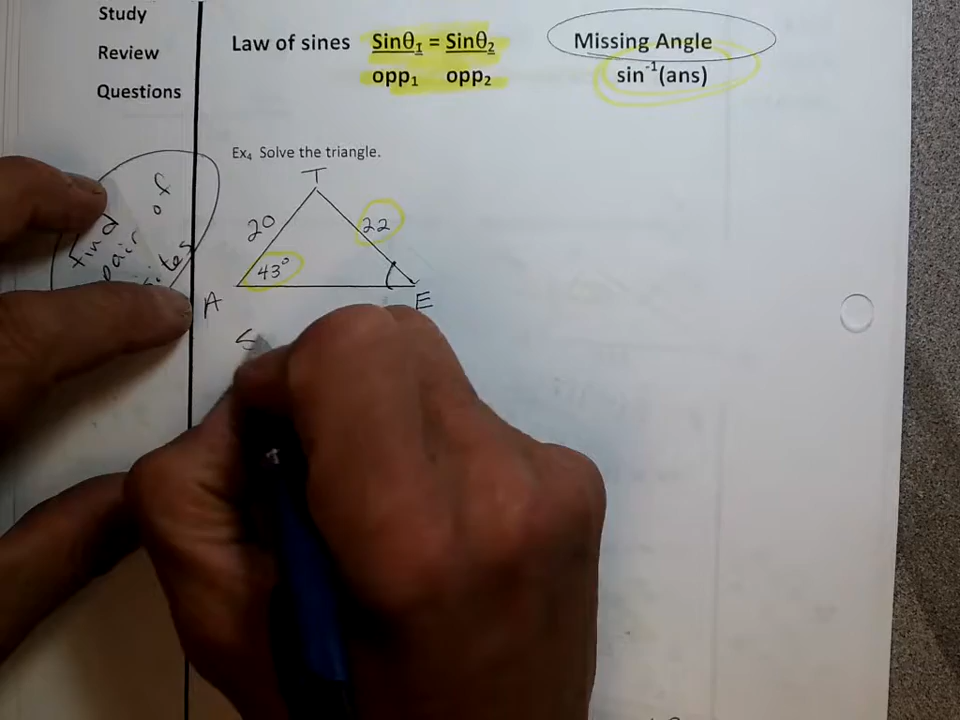 Study
Review
Questions
Law of sines Sinθ₁ = Sinθ₂
opp₁ opp₂
Missing Angle
sin⁻¹(ans)
Ex₄ Solve the triangle.
T
20
22
43°
A
E
S
find
pair of